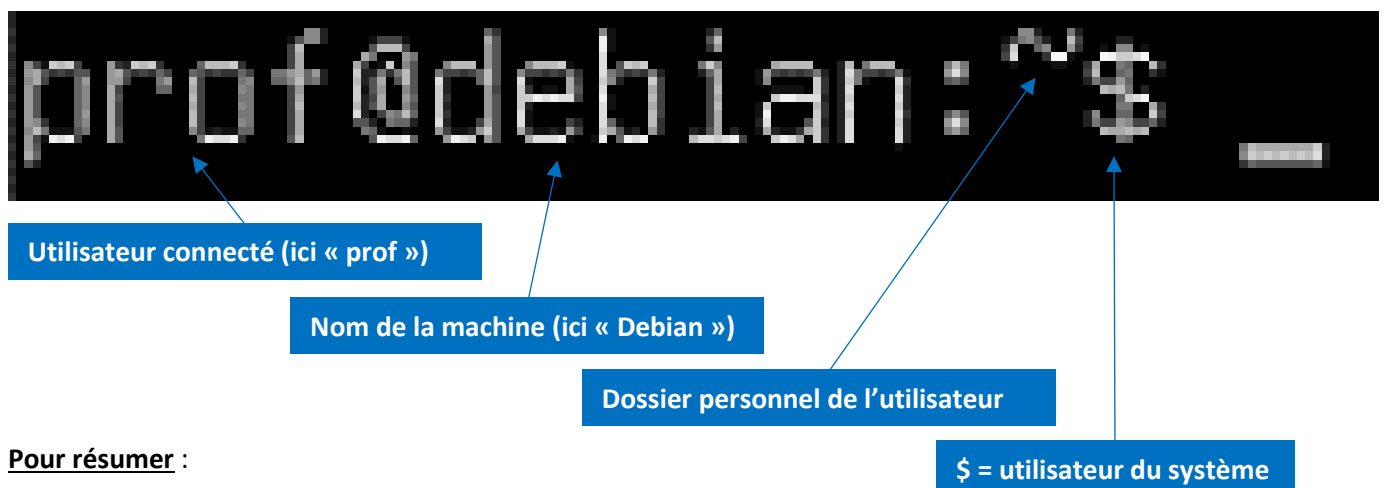 prof@debian:~$ _
Utilisateur connecté (ici « prof »)
Nom de la machine (ici « Debian »)
Dossier personnel de l’utilisateur
$ = utilisateur du système
Pour résumer :